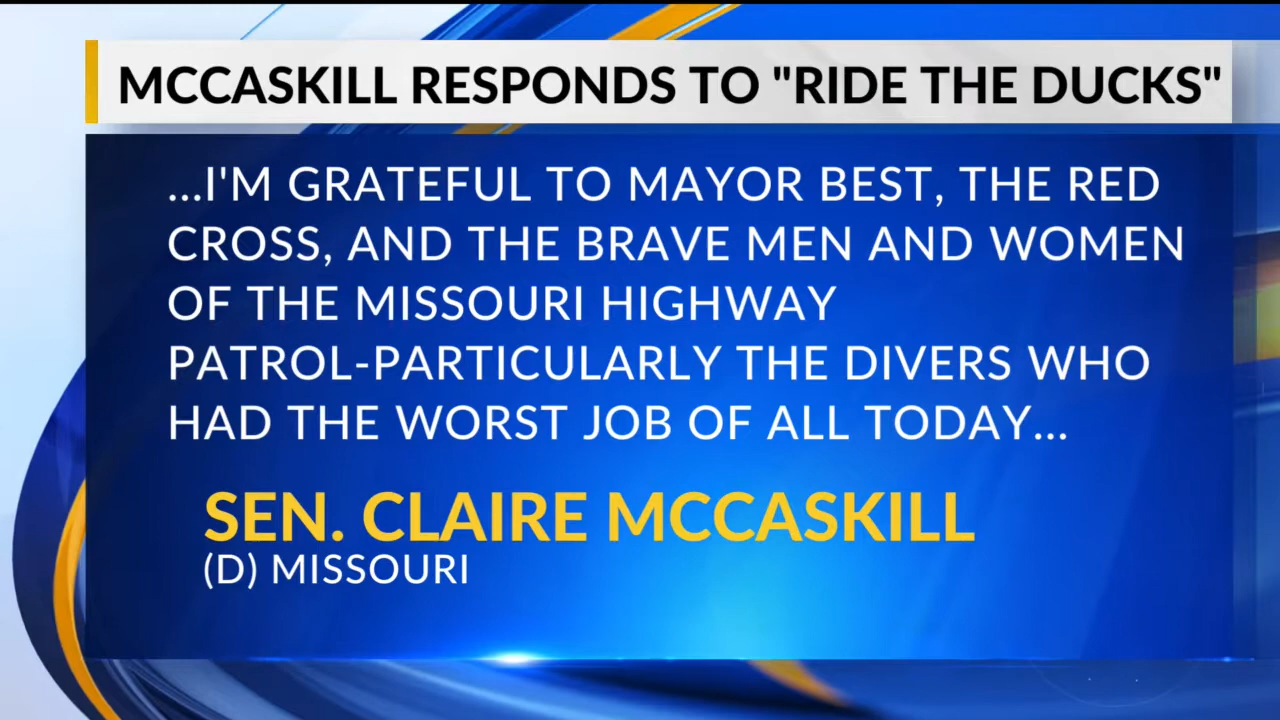 MCCASKILL RESPONDS TO "RIDE THE DUCKS"
...I'M GRATEFUL TO MAYOR BEST, THE RED
CROSS, AND THE BRAVE MEN AND WOMEN
OF THE MISSOURI HIGHWAY
PATROL-PARTICULARLY THE DIVERS WHO
HAD THE WORST JOB OF ALL TODAY...
SEN. CLAIRE MCCASKILL
(D) MISSOURI